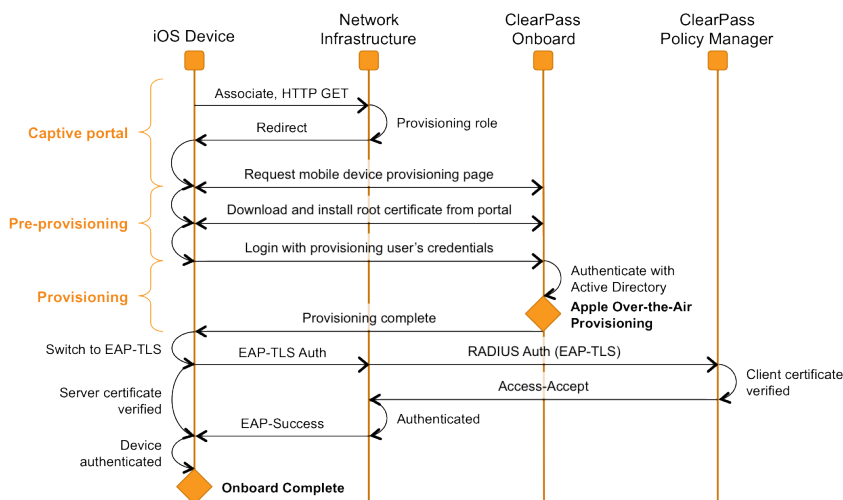 iOS Device
Network
Infrastructure
ClearPass
Onboard
ClearPass
Policy Manager
Associate, HTTP GET
Provisioning role
Captive portal
Redirect
Request mobile device provisioning page
Pre-provisioning
Download and install root certificate from portal
Login with provisioning user's credentials
Authenticate with
Active Directory
Provisioning
Apple Over-the-Air
Provisioning
Provisioning complete
Switch to EAP-TLS
EAP-TLS Auth
RADIUS Auth (EAP-TLS)
Client certificate
verified
Access-Accept
Server certificate
verified
Authenticated
EAP-Success
Device
authenticated
Onboard Complete